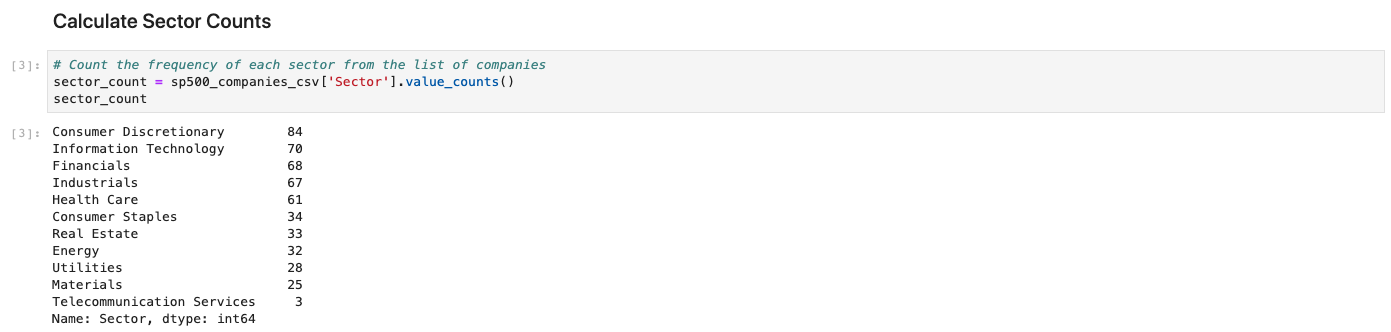 Calculate Sector Counts
[3]: # Count the frequency of each sector from the list of companies
sector_count = sp500_companies_csv['Sector'].value_counts()
sector_count
[3]: Consumer Discretionary 84
Information Technology 70
Financials 68
Industrials 67
Health Care 61
Consumer Staples 34
Real Estate 33
Energy 32
Utilities 28
Materials 25
Telecommunication Services 3
Name: Sector, dtype: int64